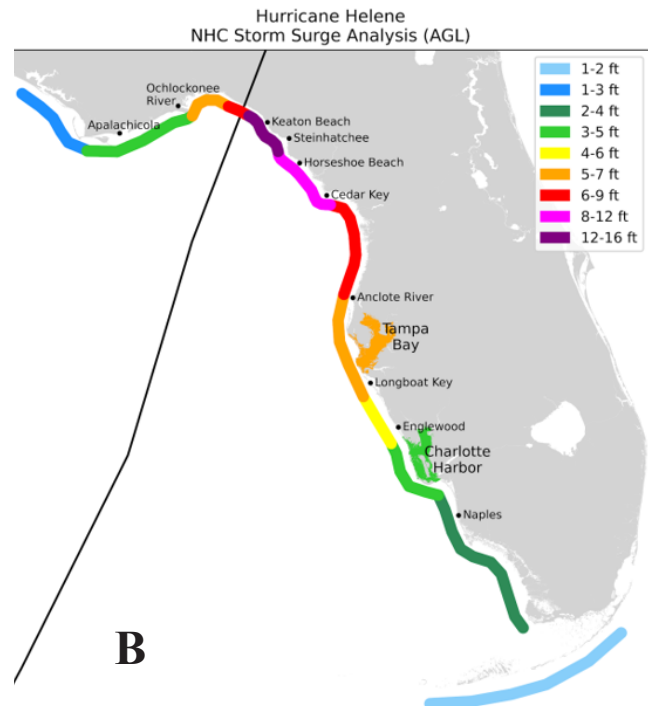 Hurricane Helene
NHC Storm Surge Analysis (AGL)
Ochlockonee
River
Apalachicola
Keaton Beach
Steinhatchee
Horseshoe Beach
Cedar Key
Anclote River
Tampa
Bay
Longboat Key
Englewood
Charlotte
Harbor
Naples
1-2 ft
1-3 ft
2-4 ft
3-5 ft
4-6 ft
5-7 ft
6-9 ft
8-12 ft
12-16 ft
B